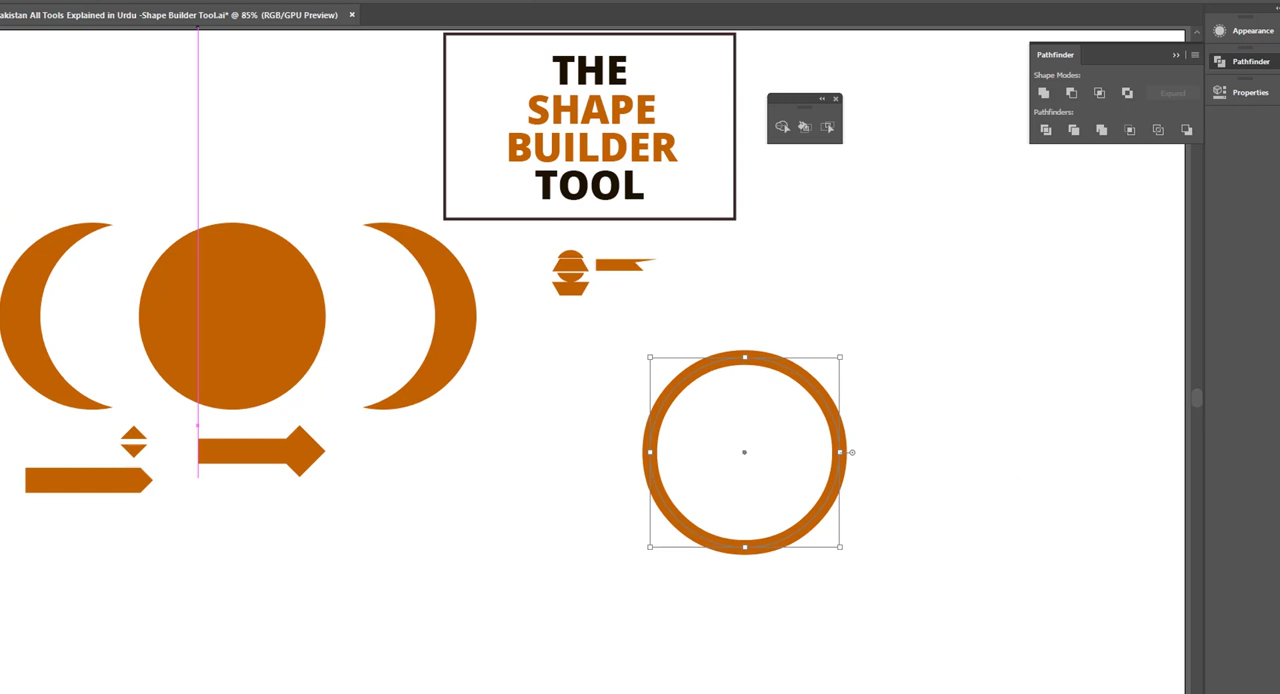 akistan All Tools Explained in Urdu -Shape Builder Tool.ai* @ 85% (RGB/GPU Preview)
THE
SHAPE
BUILDER
TOOL
Pathfinder
Shape Modes:
Expand
Pathfinders:
Appearance
Pathfinder
Properties